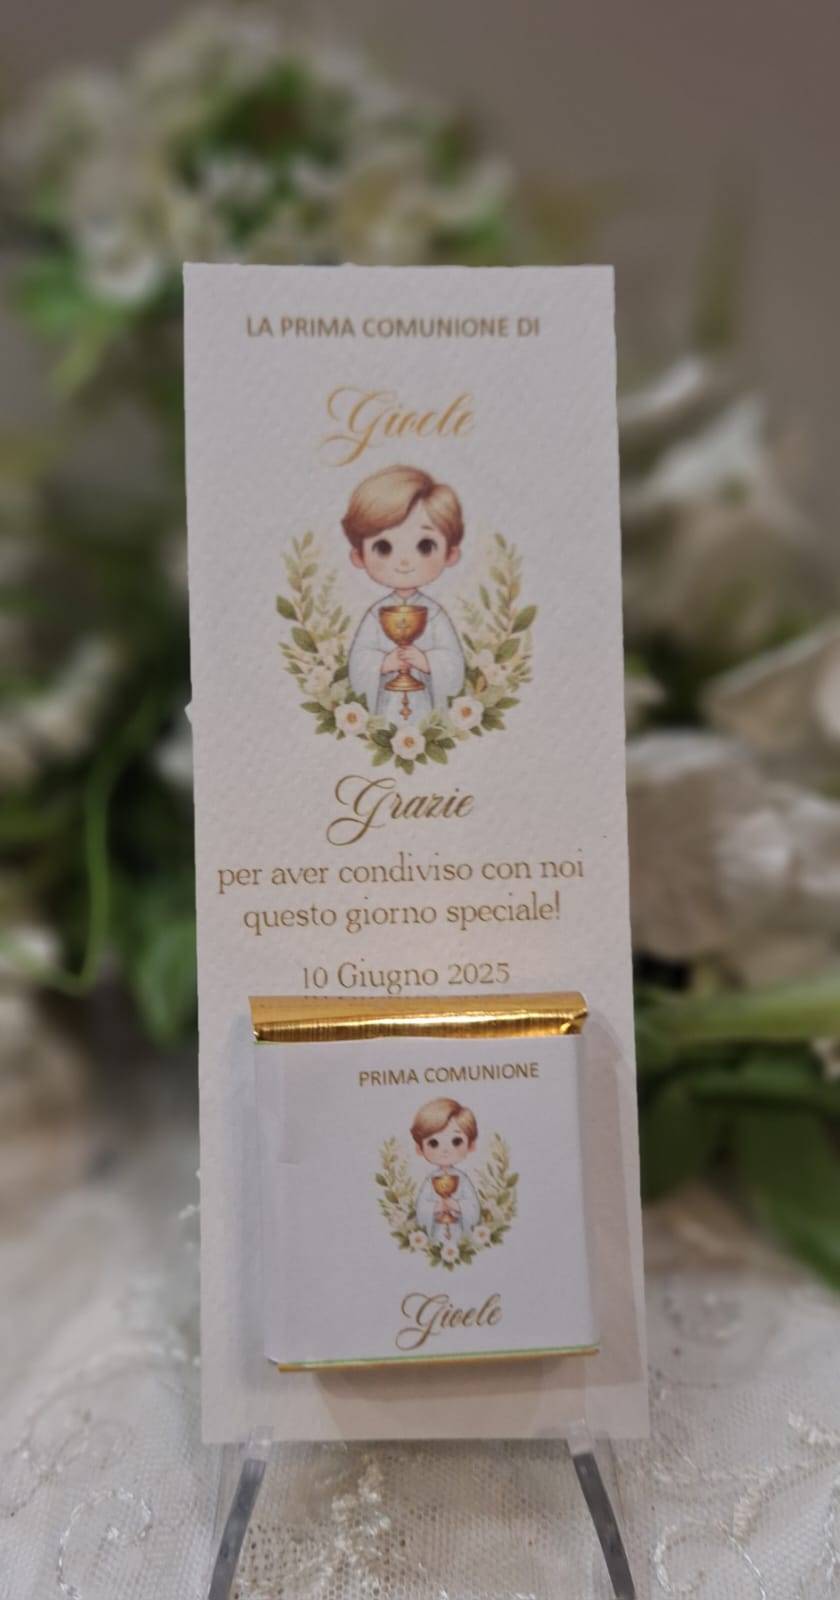 LA PRIMA COMUNIONE DI
Gioele
Grazie
per aver condiviso con noi
questo giorno speciale!
10 Giugno 2025
PRIMA COMUNIONE
Gioele